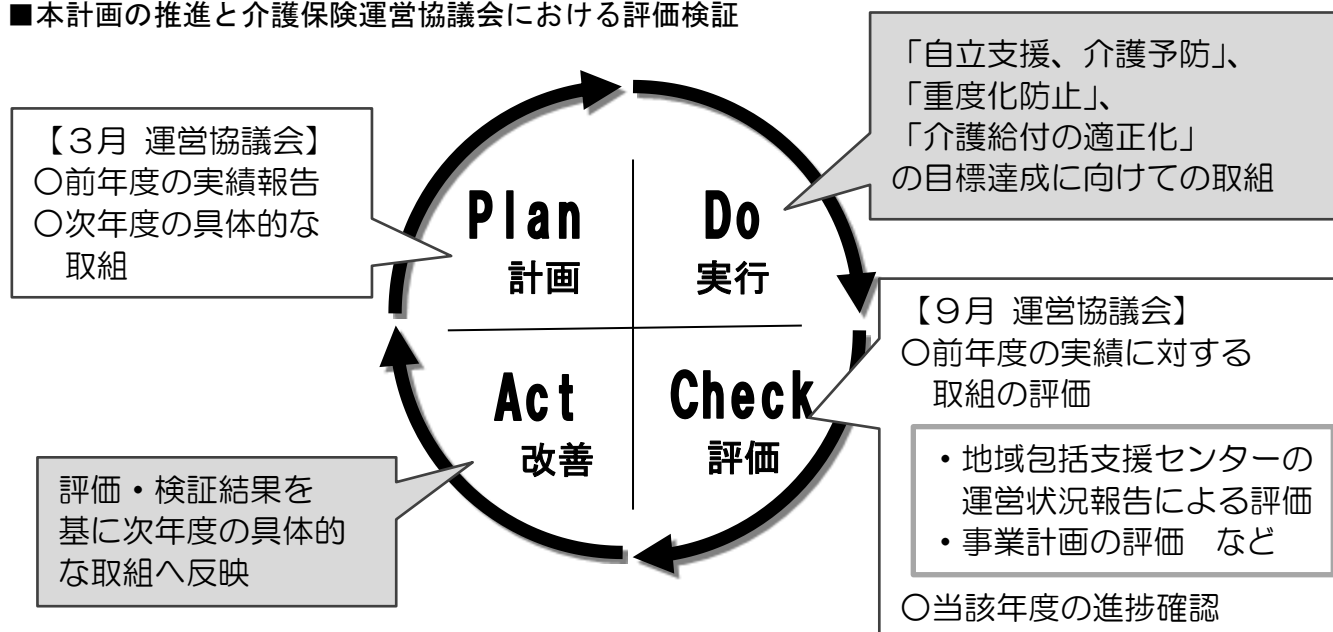 ■本計画の推進と介護保険運営協議会における評価検証
【３月 運営協議会】
〇前年度の実績報告
〇次年度の具体的な
取組
Plan
計画
Do
実行
「自立支援、介護予防」、
「重度化防止」、
「介護給付の適正化」
の目標達成に向けての取組
Act
改善
Check
評価
【９月 運営協議会】
〇前年度の実績に対する
取組の評価
・地域包括支援センターの
運営状況報告による評価
・事業計画の評価　など
〇当該年度の進捗確認
評価・検証結果を
基に次年度の具体的
な取組へ反映